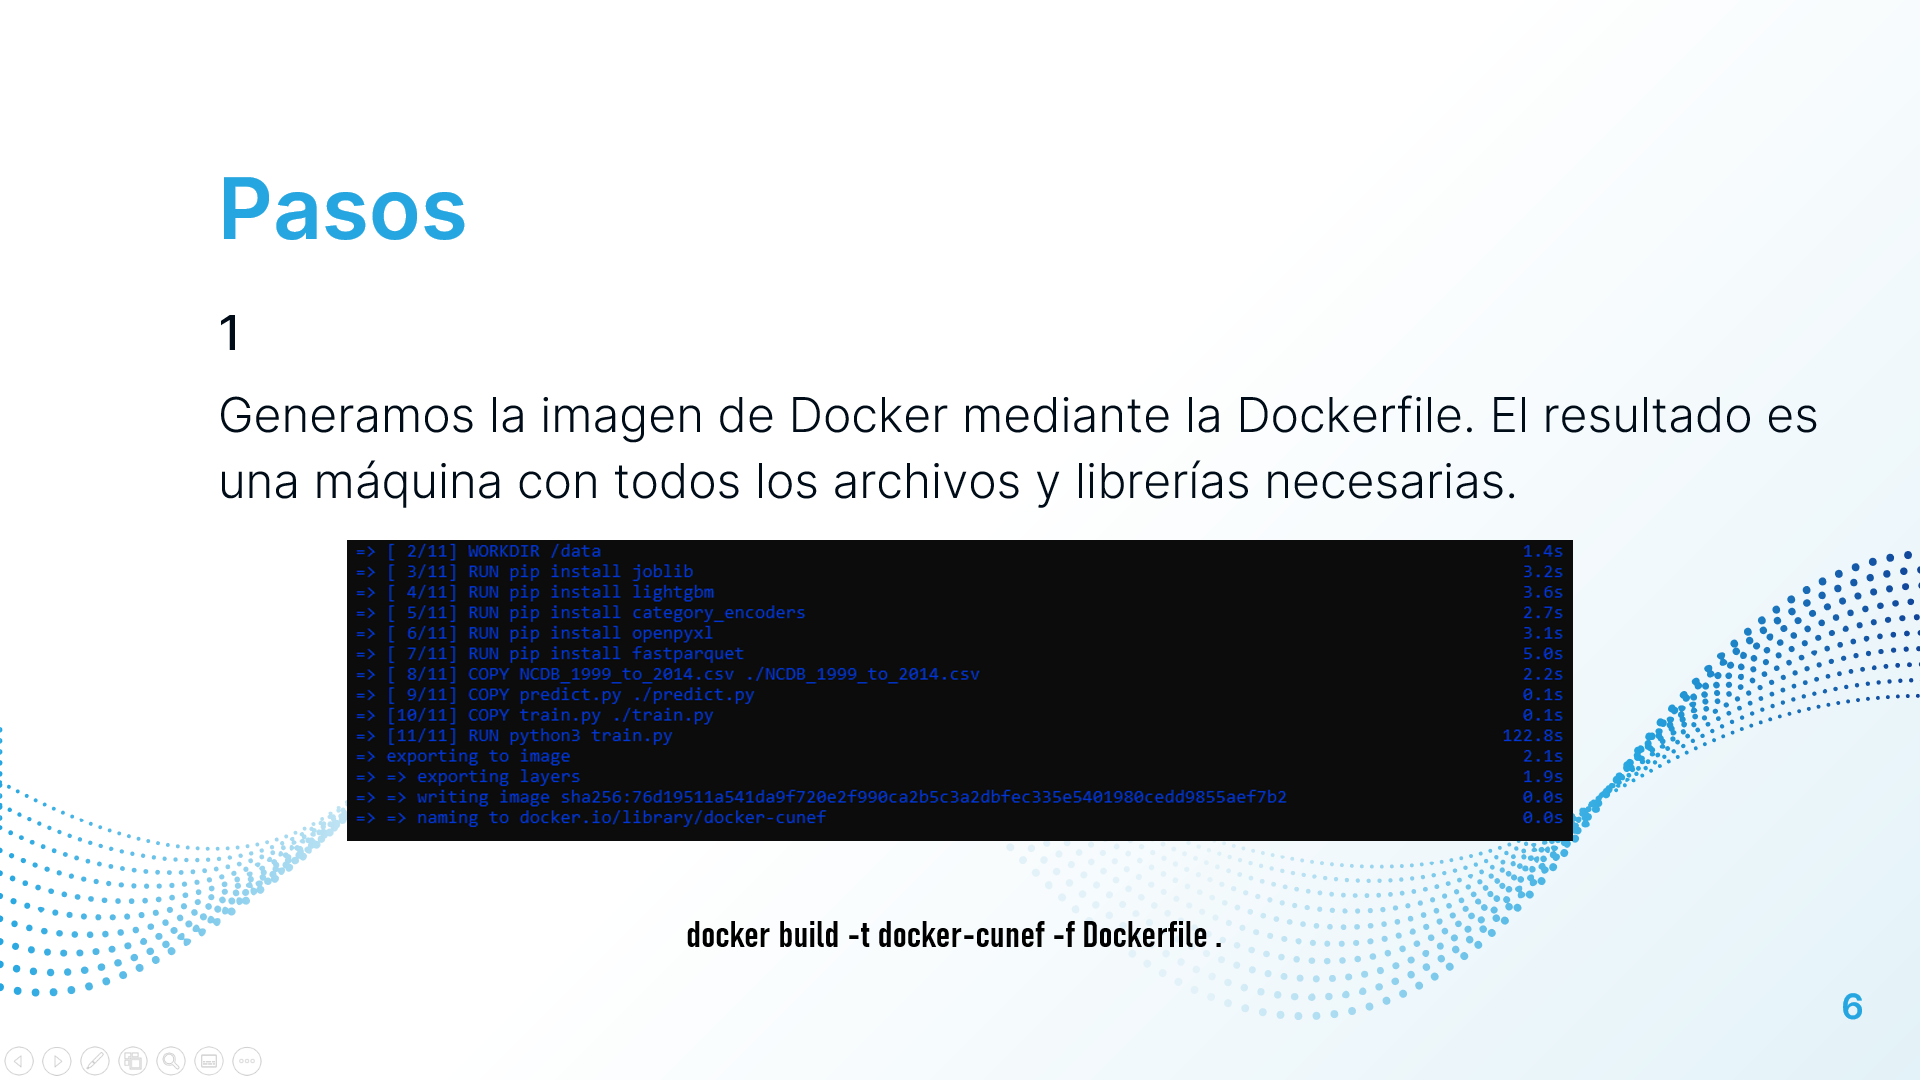 Pasos
1
Generamos la imagen de Docker mediante la Dockerfile. El resultado es
una máquina con todos los archivos y librerías necesarias.
=> [ 2/11] WORKDIR /data 1.4s
=> [ 3/11] RUN pip install joblib 3.2s
=> [ 4/11] RUN pip install lightgbm 3.6s
=> [ 5/11] RUN pip install category_encoders 2.7s
=> [ 6/11] RUN pip install openpyxl 3.1s
=> [ 7/11] RUN pip install fastparquet 5.0s
=> [ 8/11] COPY NCDB_1999_to_2014.csv ./NCDB_1999_to_2014.csv 2.2s
=> [ 9/11] COPY predict.py ./predict.py 0.1s
=> [10/11] COPY train.py ./train.py 0.1s
=> [11/11] RUN python3 train.py 122.8s
=> exporting to image 2.1s
=> => exporting layers 1.9s
=> => writing image sha256:76d19511a541da9f720e2f990ca2b5c3a2dbfec335e5401980cedd9855aef7b2 0.0s
=> => naming to docker.io/library/docker-cunef 0.0s
docker build -t docker-cunef -f Dockerfile .
6